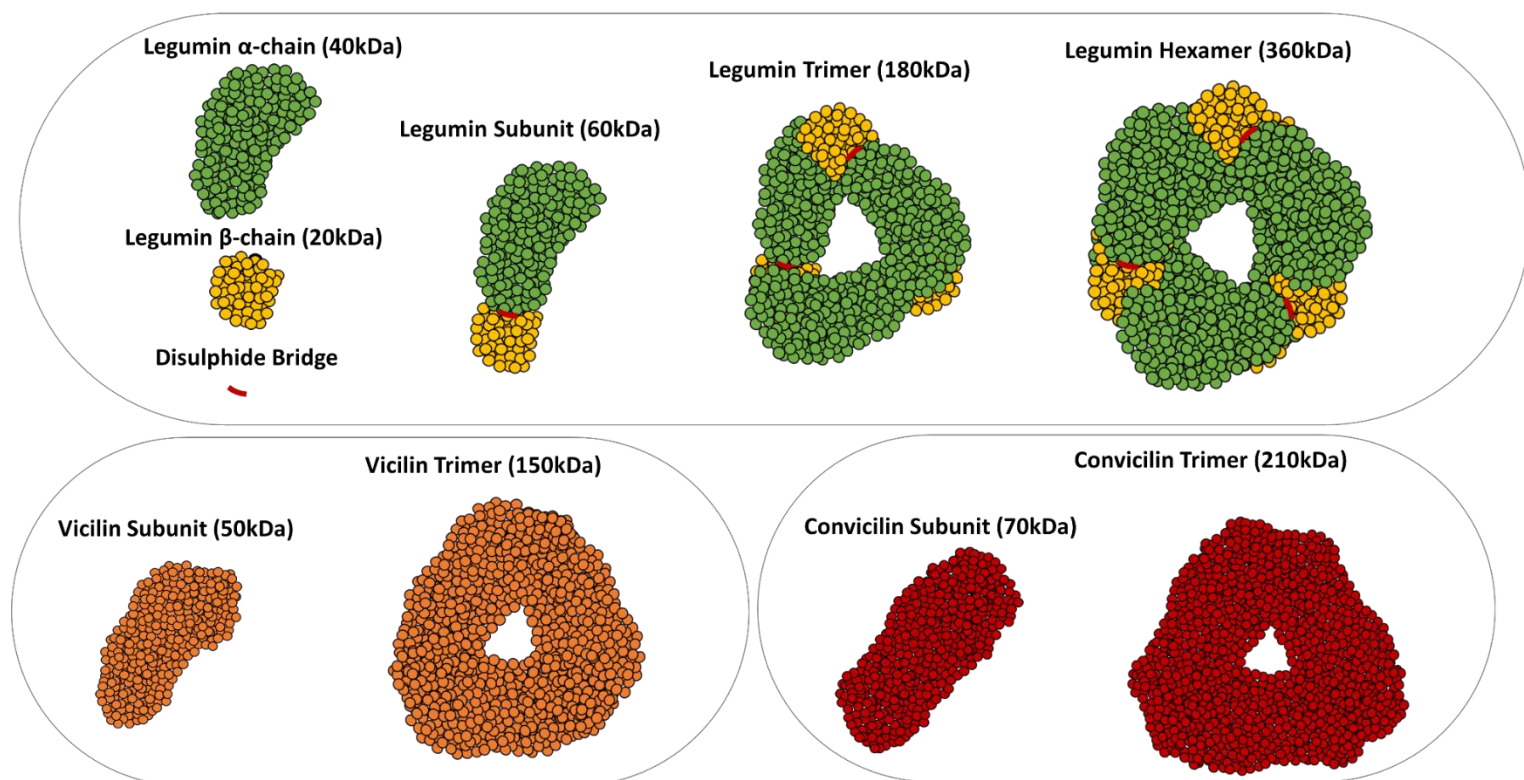 Legumin α-chain (40kDa)
Legumin β-chain (20kDa)
Disulphide Bridge
Legumin Subunit (60kDa)
Legumin Trimer (180kDa)
Legumin Hexamer (360kDa)
Vicilin Subunit (50kDa)
Vicilin Trimer (150kDa)
Convicilin Subunit (70kDa)
Convicilin Trimer (210kDa)